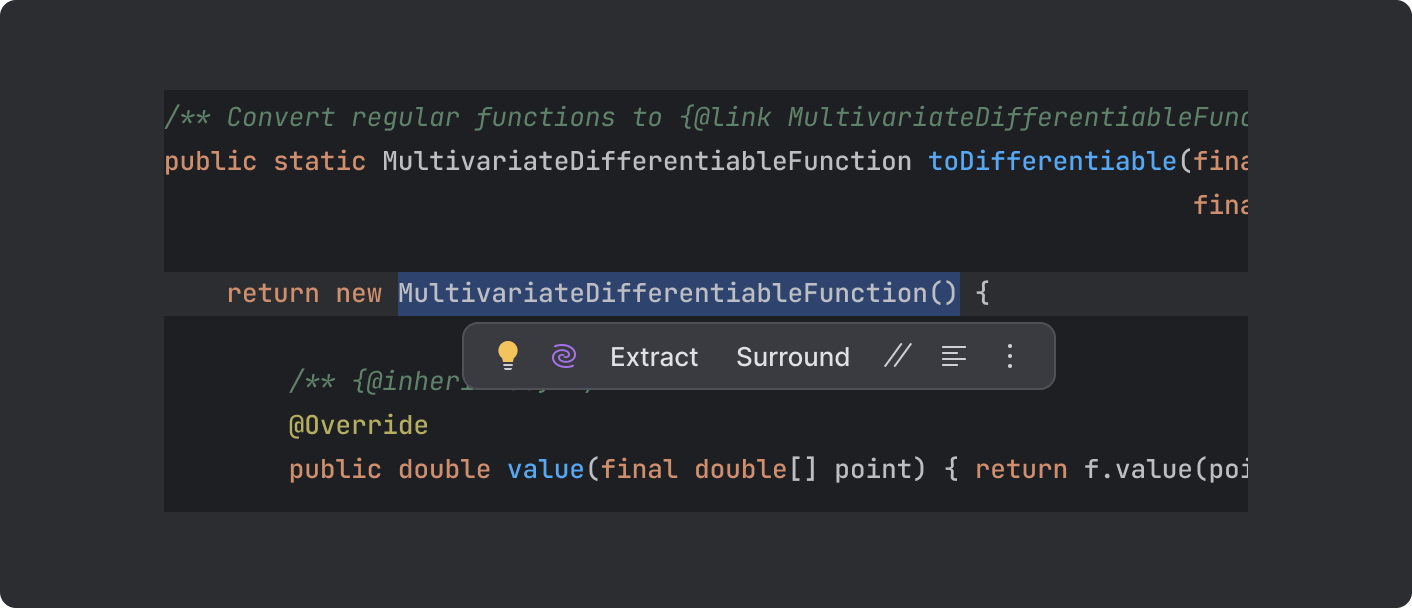 /** Convert regular functions to {@link MultivariateDifferentiableFunc
public static MultivariateDifferentiableFunction toDifferentiable(fina
fina
return new MultivariateDifferentiableFunction() {
Extract Surround //
/** {@inheri
@Override
public double value(final double[] point) { return f.value(poi